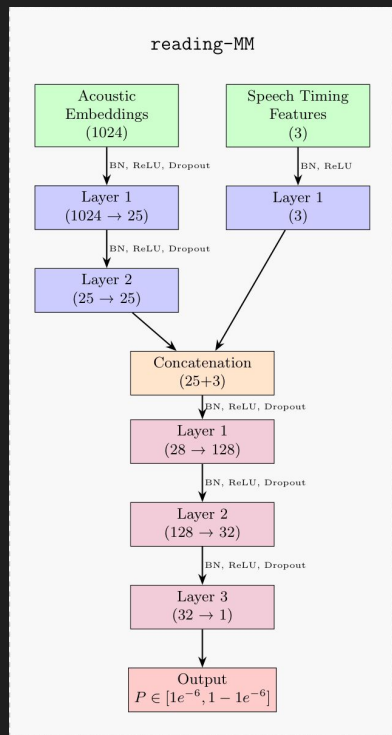 reading-MM
Acoustic
Embeddings
(1024)
Speech Timing
Features
(3)
BN, ReLU, Dropout
BN, ReLU
Layer 1
(1024 → 25)
Layer 1
(3)
BN, ReLU, Dropout
Layer 2
(25 → 25)
Concatenation
(25+3)
BN, ReLU, Dropout
Layer 1
(28 → 128)
BN, ReLU, Dropout
Layer 2
(128 → 32)
BN, ReLU, Dropout
Layer 3
(32 → 1)
Output
P ∈ [1e⁻⁶, 1 − 1e⁻⁶]